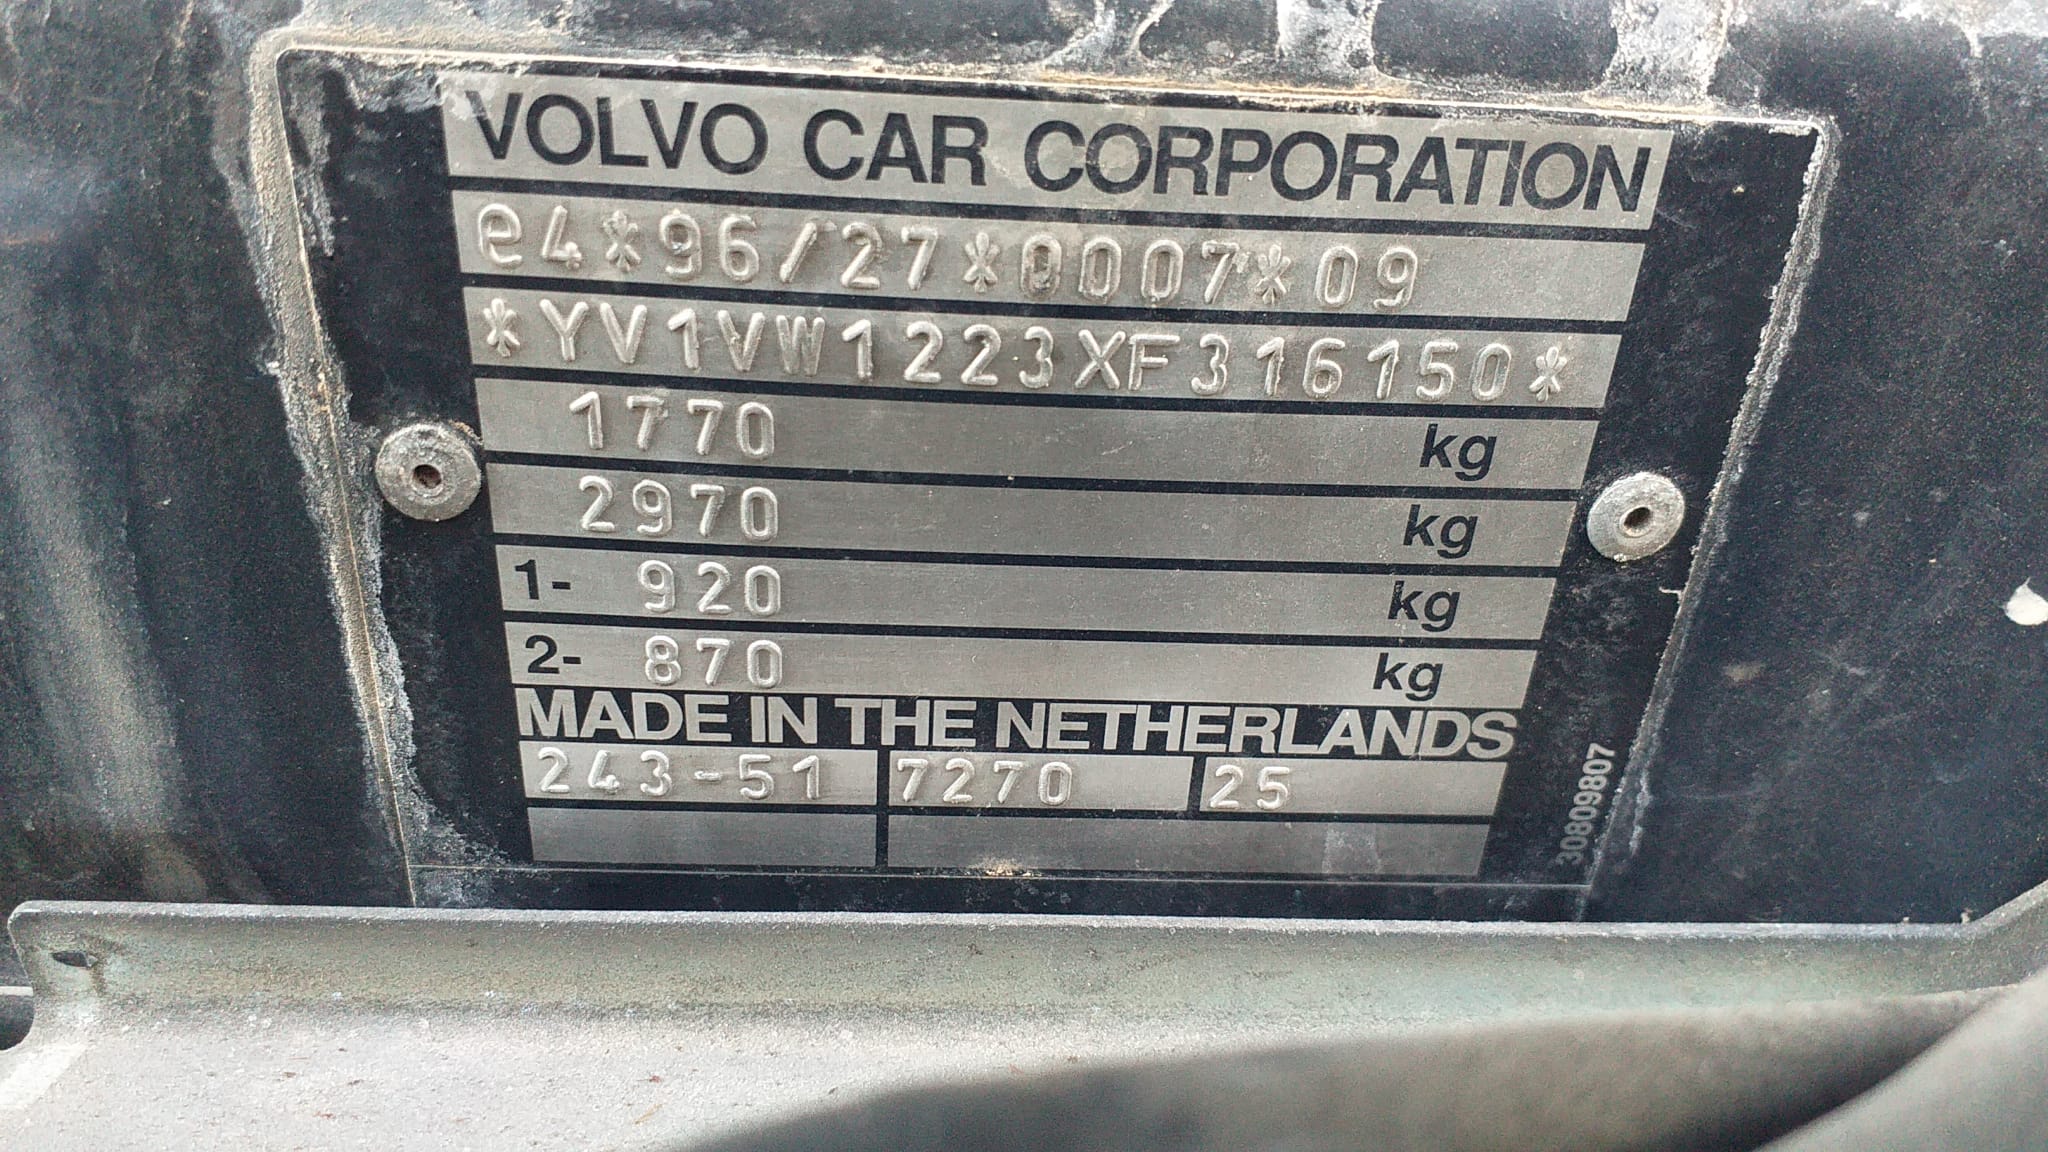 VOLVO CAR CORPORATION
e4*96/27*0007*09
*YV1VW1223XF316150*
1770 kg
2970 kg
1- 920 kg
2- 870 kg
MADE IN THE NETHERLANDS
243-51 7270 25
30809807